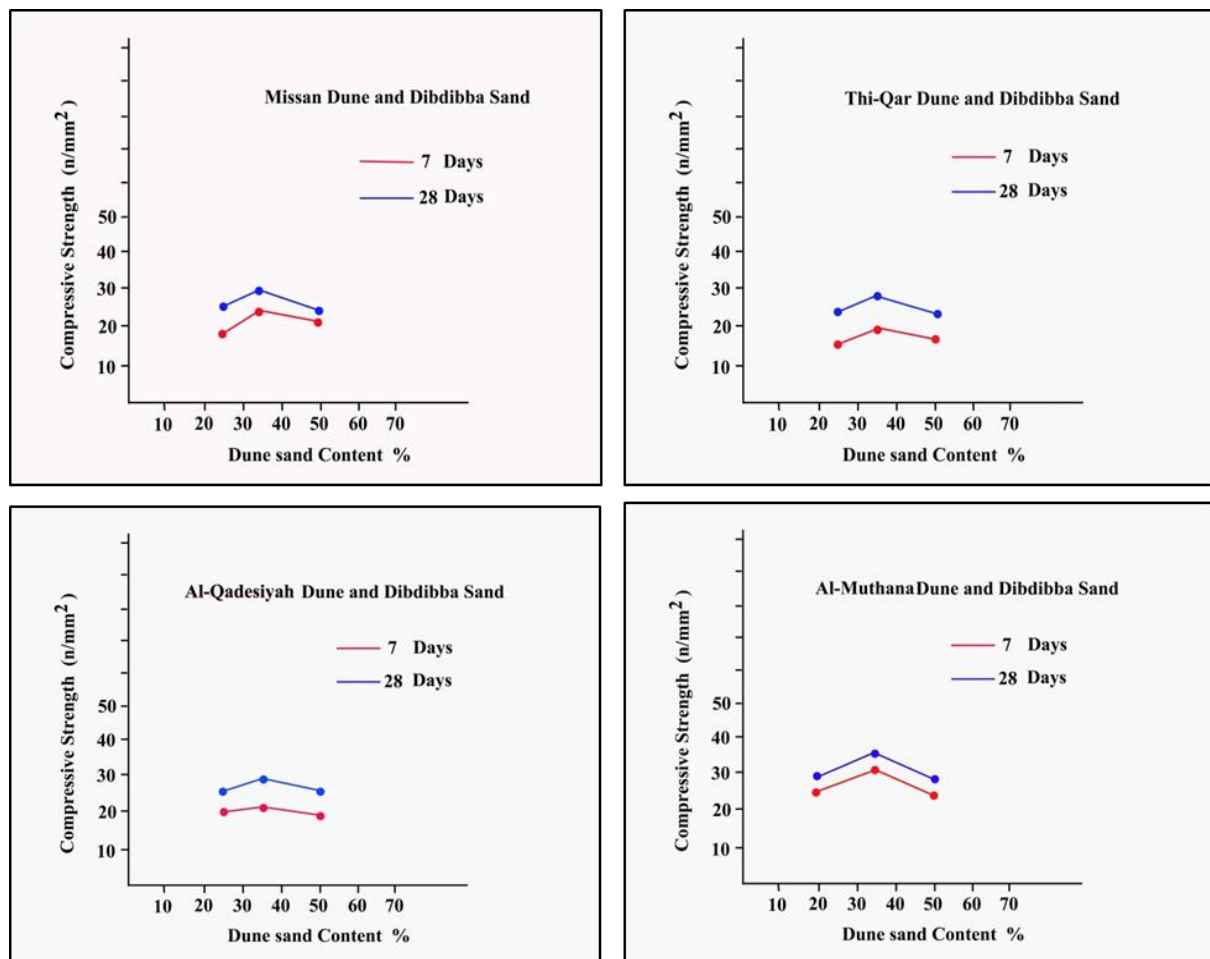 Missan Dune and Dibdibba Sand
7 Days
28 Days
Compressive Strength (n/mm2)
50
40
30
20
10
10 20 30 40 50 60 70
Dune sand Content %
Thi-Qar Dune and Dibdibba Sand
7 Days
28 Days
Compressive Strength (n/mm2)
50
40
30
20
10
10 20 30 40 50 60 70
Dune sand Content %
Al-Qadesiyah Dune and Dibdibba Sand
7 Days
28 Days
Compressive Strength (n/mm2)
50
40
30
20
10
10 20 30 40 50 60 70
Dune sand Content %
Al-Muthana Dune and Dibdibba Sand
7 Days
28 Days
Compressive Strength (n/mm2)
50
40
30
20
10
10 20 30 40 50 60 70
Dune sand Content %